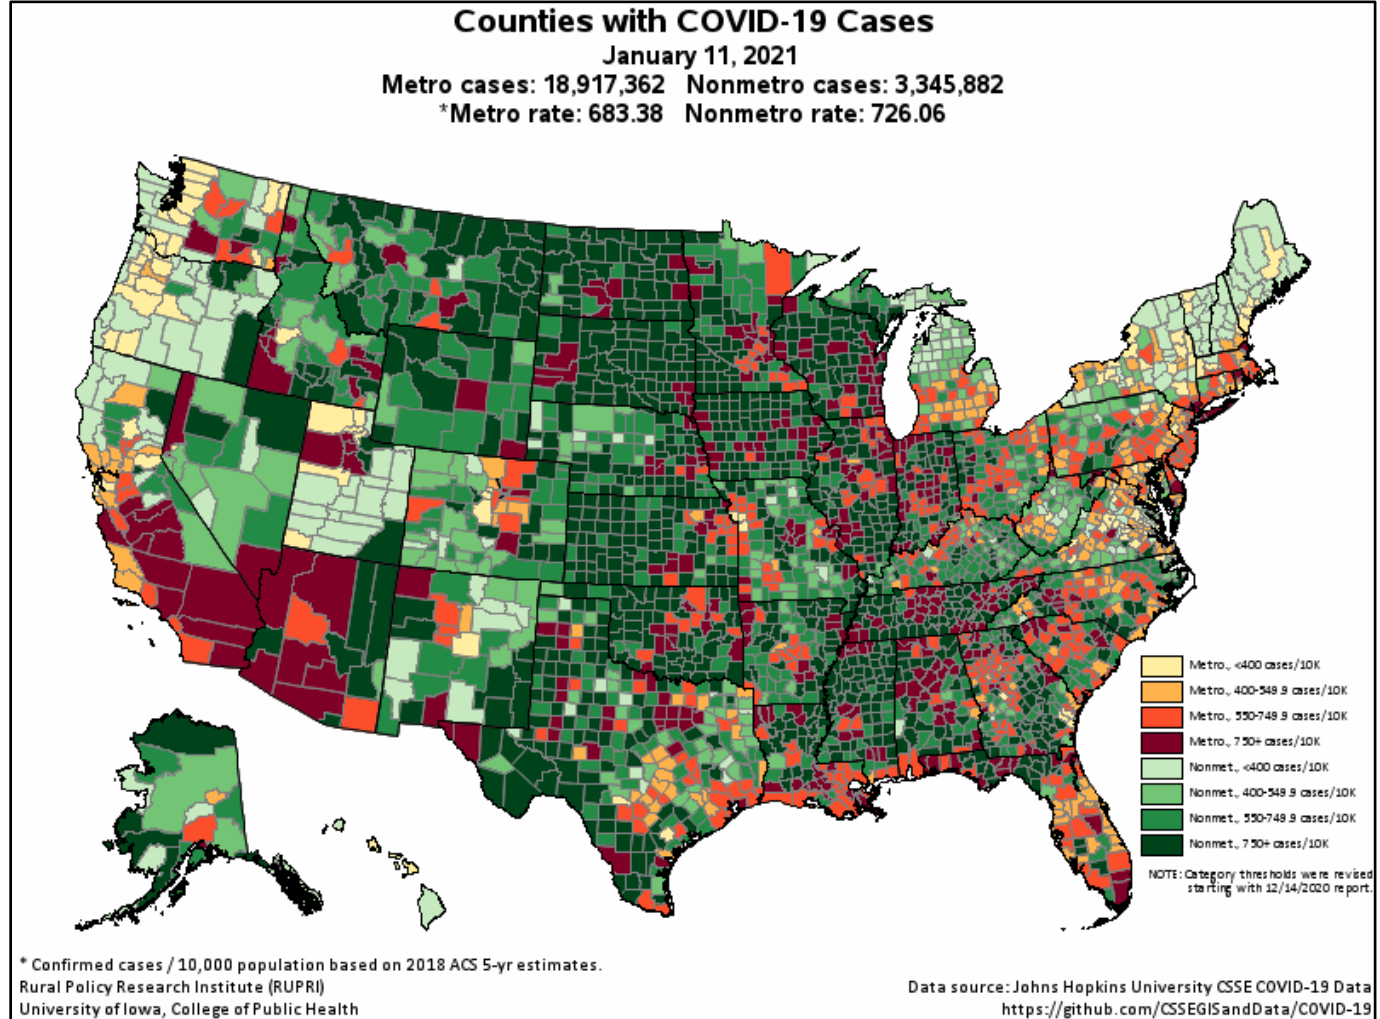 Counties with COVID-19 Cases
January 11, 2021
Metro cases: 18,917,362 Nonmetro cases: 3,345,882
*Metro rate: 683.38 Nonmetro rate: 726.06
Metro., <400 cases/10K
Metro., 400-549.9 cases/10K
Metro., 550-749.9 cases/10K
Metro., 750+ cases/10K
Nonmet., <400 cases/10K
Nonmet., 400-549.9 cases/10K
Nonmet., 550-749.9 cases/10K
Nonmet., 750+ cases/10K
NOTE: Category thresholds were revised
starting with 12/14/2020 report.
* Confirmed cases / 10,000 population based on 2018 ACS 5-yr estimates.
Rural Policy Research Institute (RUPRI)
University of Iowa, College of Public Health
Data source: Johns Hopkins University CSSE COVID-19 Data
https://github.com/CSSEGISandData/COVID-19